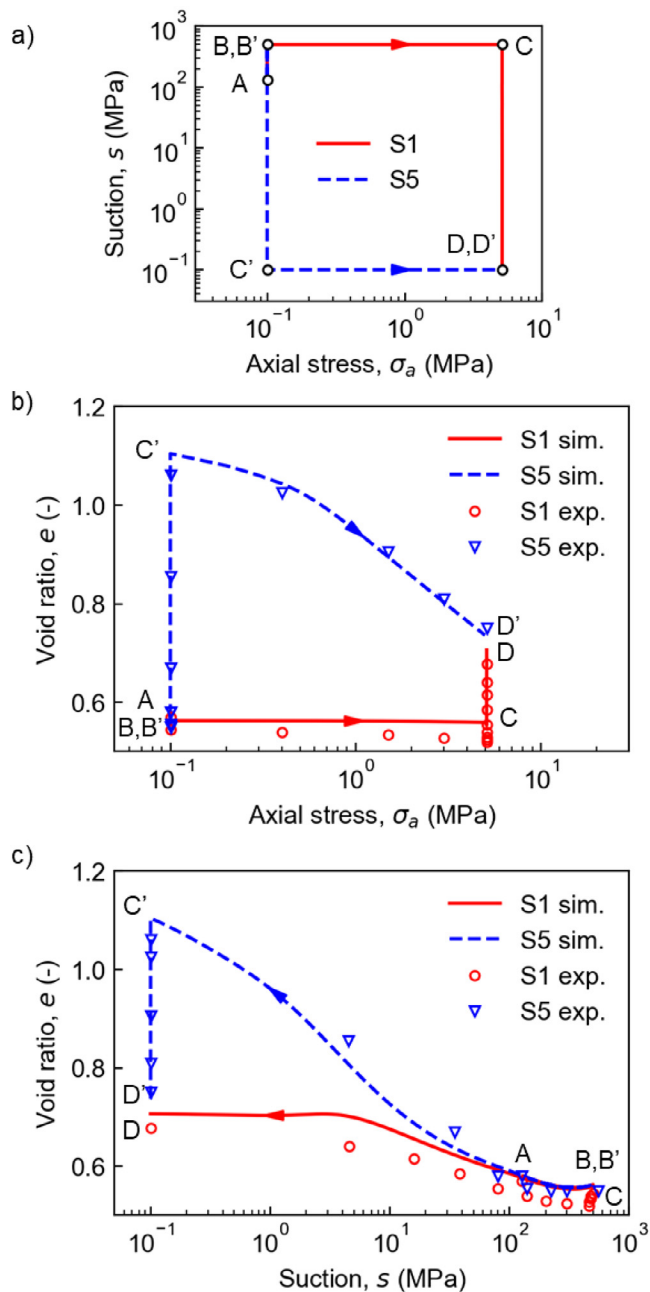 a)
Suction, s (MPa)
10³
10²
10¹
10⁰
10⁻¹
B,B'
A
C
C'
D,D'
S1
S5
10⁻¹
10⁰
10¹
Axial stress, σₐ (MPa)
b)
Void ratio, e (-)
1.2
1.0
0.8
0.6
C'
A
B,B'
D'
D
C
S1 sim.
S5 sim.
S1 exp.
S5 exp.
10⁻¹
10⁰
10¹
Axial stress, σₐ (MPa)
c)
Void ratio, e (-)
1.2
1.0
0.8
0.6
C'
D'
D
A
B,B'
C
S1 sim.
S5 sim.
S1 exp.
S5 exp.
10⁻¹
10⁰
10¹
10²
10³
Suction, s (MPa)